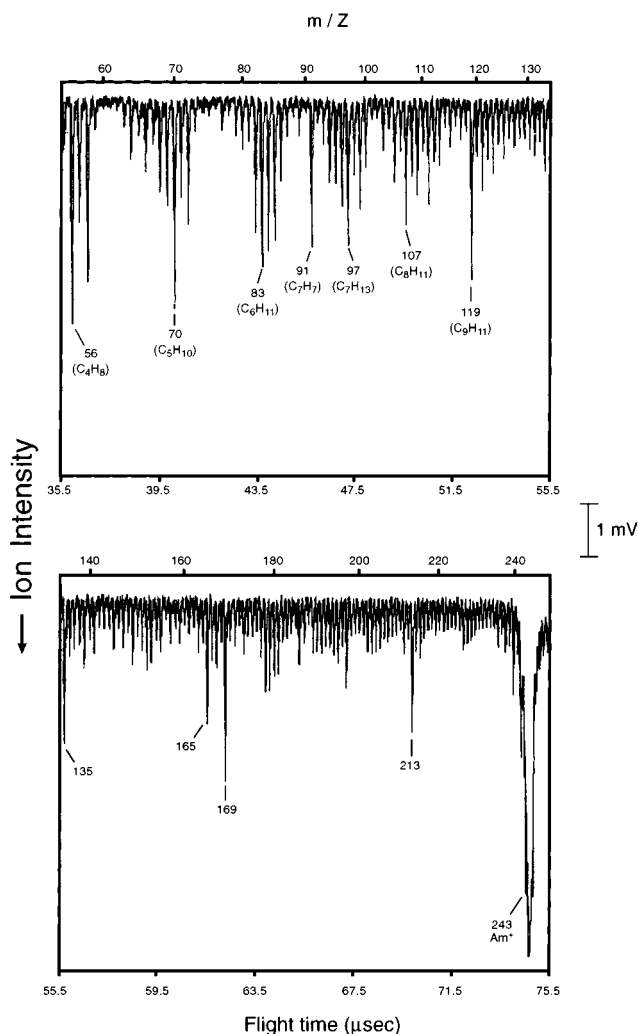 m / Z
60 70 80 90 100 110 120 130
56
(C₄H₈)
70
(C₅H₁₀)
83
(C₆H₁₁)
91
(C₇H₇)
97
(C₇H₁₃)
107
(C₈H₁₁)
119
(C₉H₁₁)
35.5 39.5 43.5 47.5 51.5 55.5
← Ion Intensity
1 mV
140 160 180 200 220 240
135
165
169
213
243
Am⁺
55.5 59.5 63.5 67.5 71.5 75.5
Flight time (μsec)